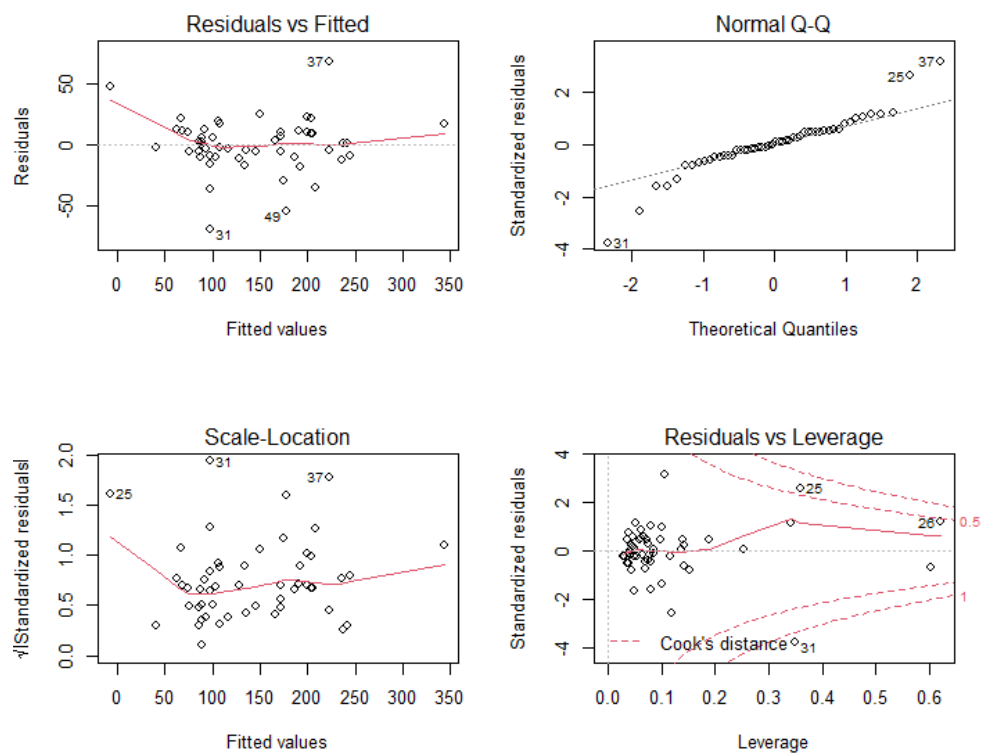 Residuals vs Fitted
Residuals
50
0
-50
37
49
31
0 50 100 150 200 250 300 350
Fitted values
Normal Q-Q
Standardized residuals
2
0
-2
-4
37
25
31
-2 -1 0 1 2
Theoretical Quantiles
Scale-Location
√|Standardized residuals|
2.0
1.5
1.0
0.5
0.0
31
37
25
0 50 100 150 200 250 300 350
Fitted values
Residuals vs Leverage
Standardized residuals
4
2
0
-2
-4
25
26
0.5
1
Cook's distance
31
0.0 0.1 0.2 0.3 0.4 0.5 0.6
Leverage